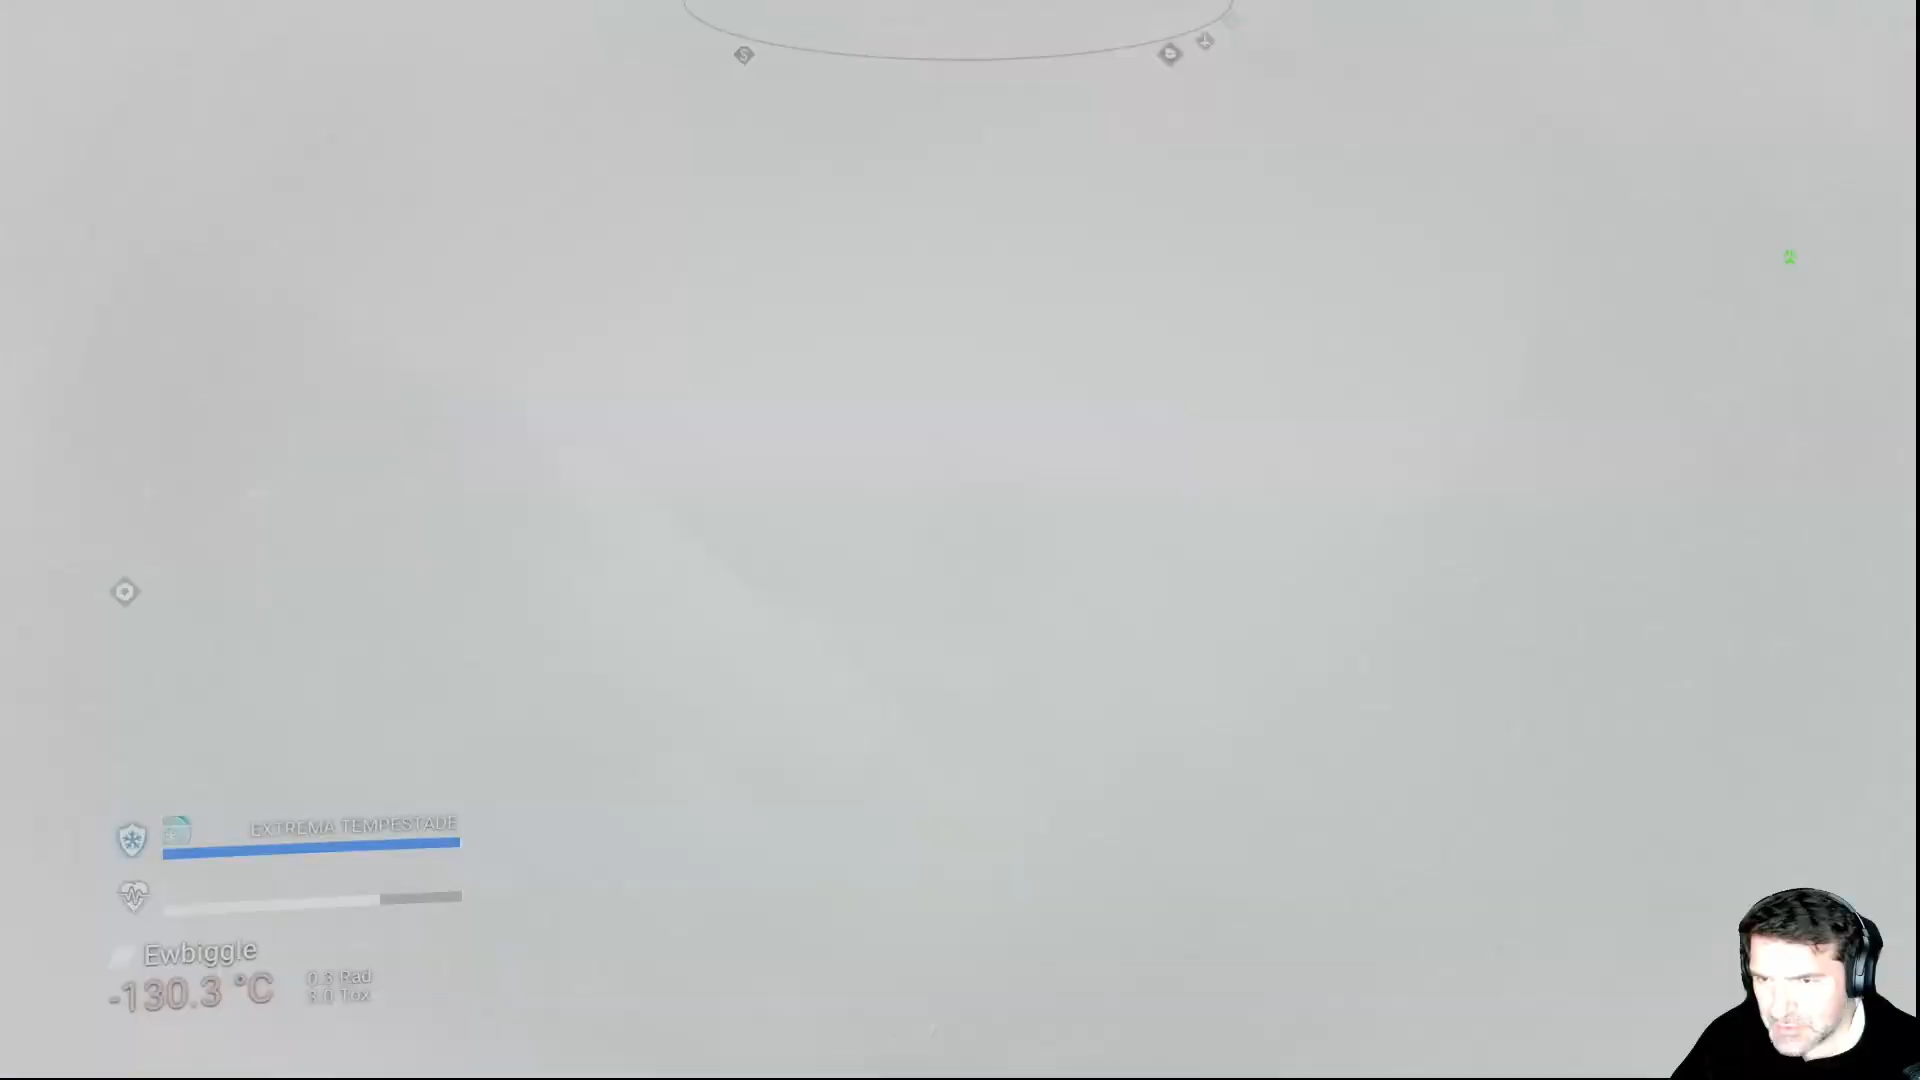 S
EXTREMA TEMPESTADE
Ewbiggle
-130.3 °C
0.3 Rad
3.0 Tox